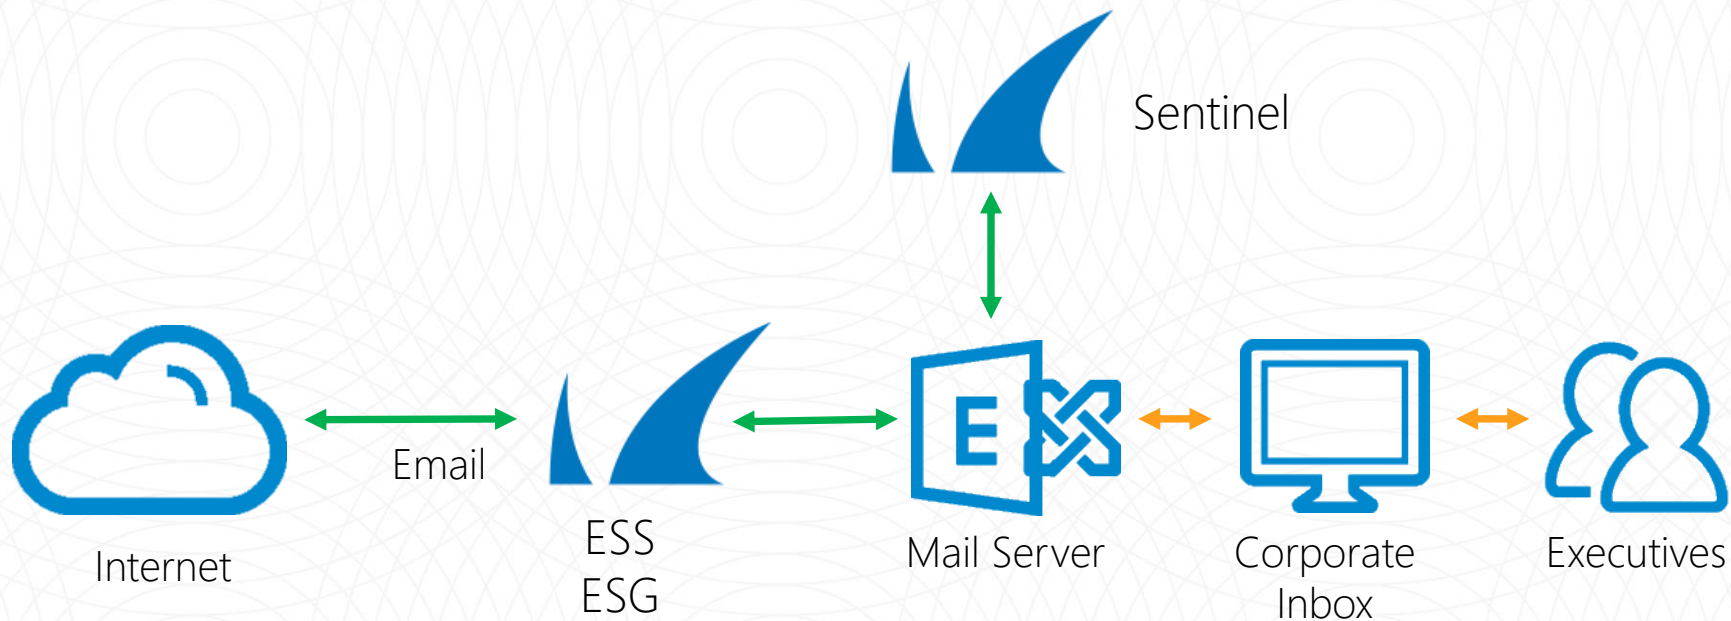 Sentinel
Email
Internet
ESS
ESG
E
Mail Server
Corporate
Inbox
Executives